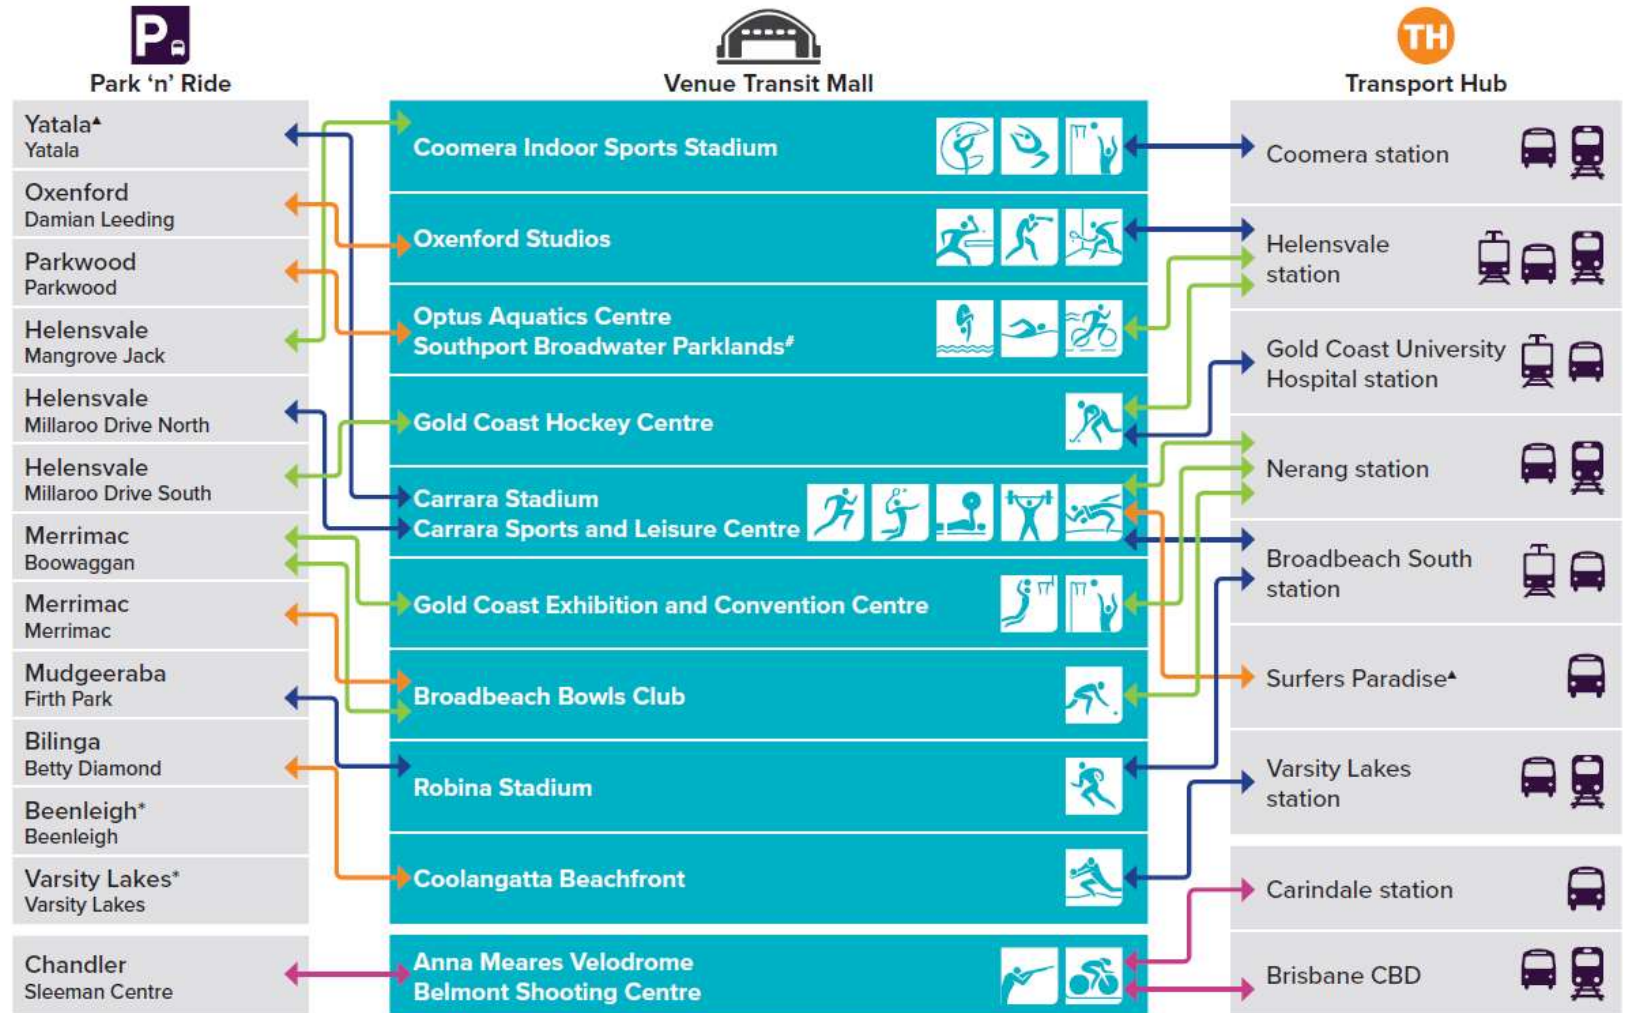 P
TH
Park ‘n’ Ride
Venue Transit Mall
Transport Hub
Yatala▲
Yatala
Oxenford
Damian Leeding
Parkwood
Parkwood
Helensvale
Mangrove Jack
Helensvale
Millaroo Drive North
Helensvale
Millaroo Drive South
Merrimac
Boowaggan
Merrimac
Merrimac
Mudgeeraba
Firth Park
Bilinga
Betty Diamond
Beenleigh*
Beenleigh
Varsity Lakes*
Varsity Lakes
Chandler
Sleeman Centre
Coomera Indoor Sports Stadium
Oxenford Studios
Optus Aquatics Centre
Southport Broadwater Parklands#
Gold Coast Hockey Centre
Carrara Stadium
Carrara Sports and Leisure Centre
Gold Coast Exhibition and Convention Centre
Broadbeach Bowls Club
Robina Stadium
Coolangatta Beachfront
Anna Meares Velodrome
Belmont Shooting Centre
Coomera station
Helensvale
station
Gold Coast University
Hospital station
Nerang station
Broadbeach South
station
Surfers Paradise▲
Varsity Lakes
station
Carindale station
Brisbane CBD